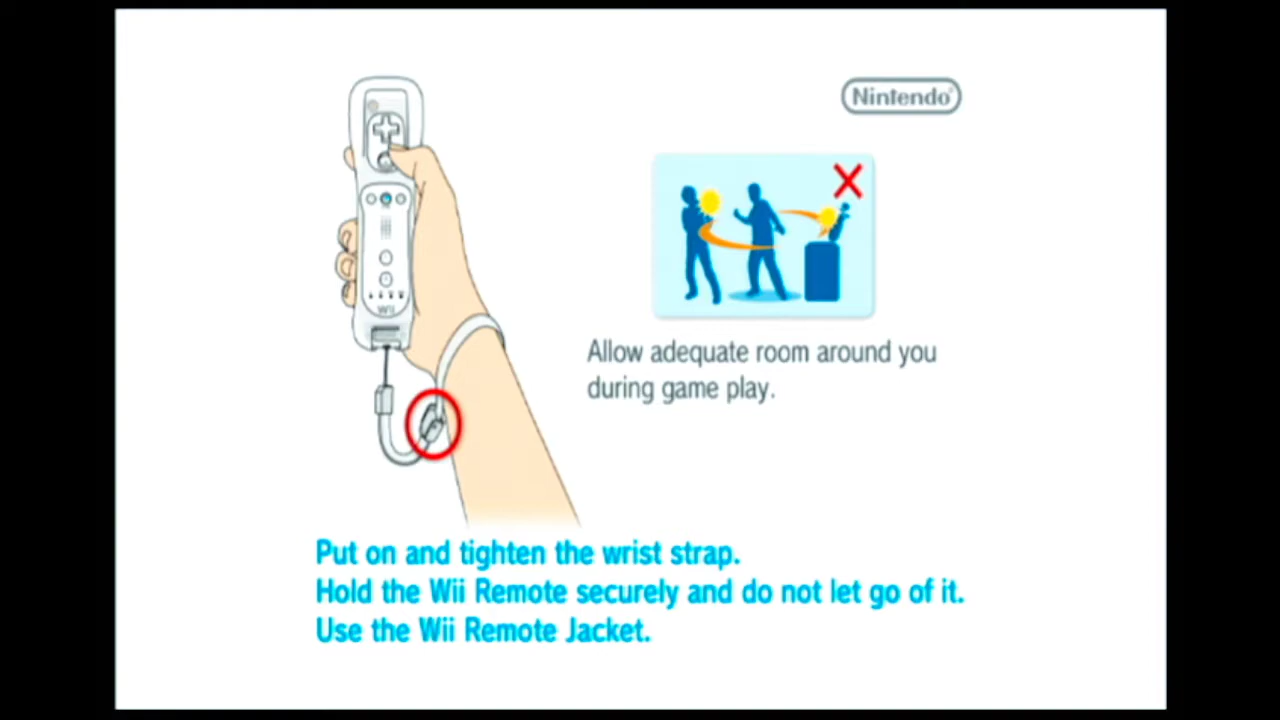 Nintendo
Allow adequate room around you
during game play.
Wii
Put on and tighten the wrist strap.
Hold the Wii Remote securely and do not let go of it.
Use the Wii Remote Jacket.